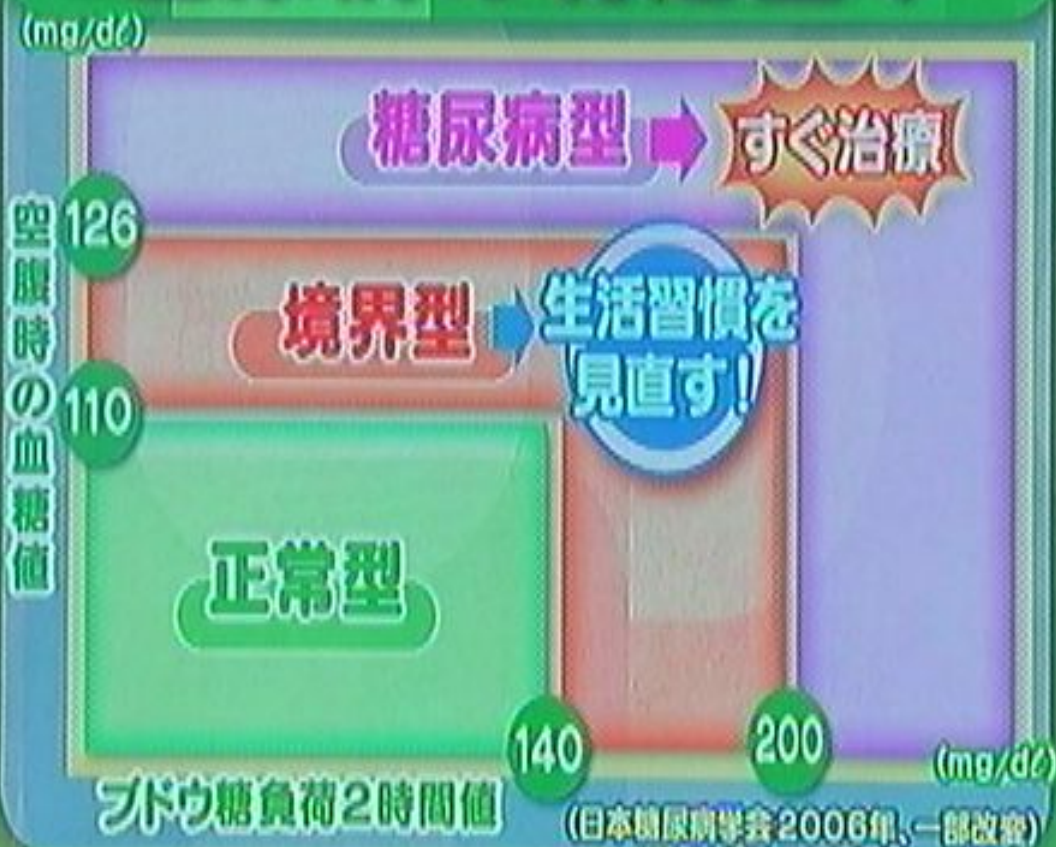 (mg/dℓ)
糖尿病型
すぐ治療
126
境界型
生活習慣を
見直す!
空腹時の血糖値
110
正常型
140
200
(mg/dℓ)
ブドウ糖負荷2時間値
(日本糖尿病学会2006年、一部改変)